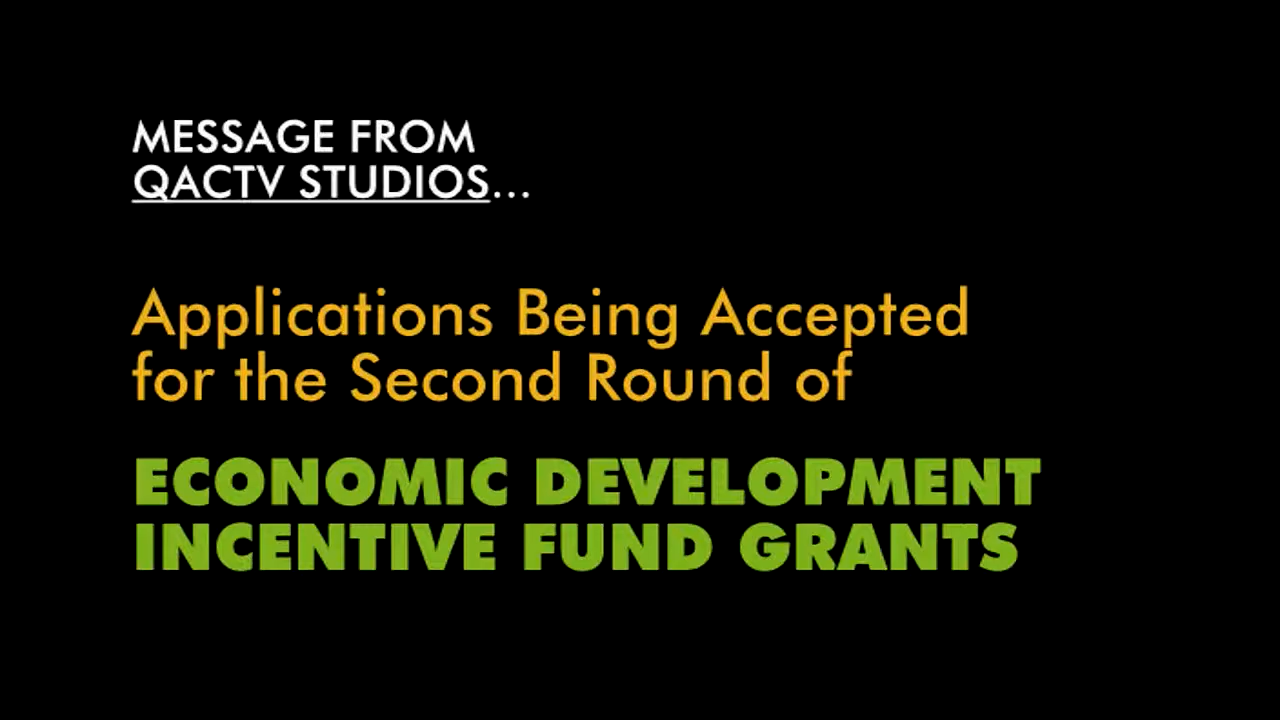 MESSAGE FROM
QACTV STUDIOS...
Applications Being Accepted
for the Second Round of
ECONOMIC DEVELOPMENT
INCENTIVE FUND GRANTS